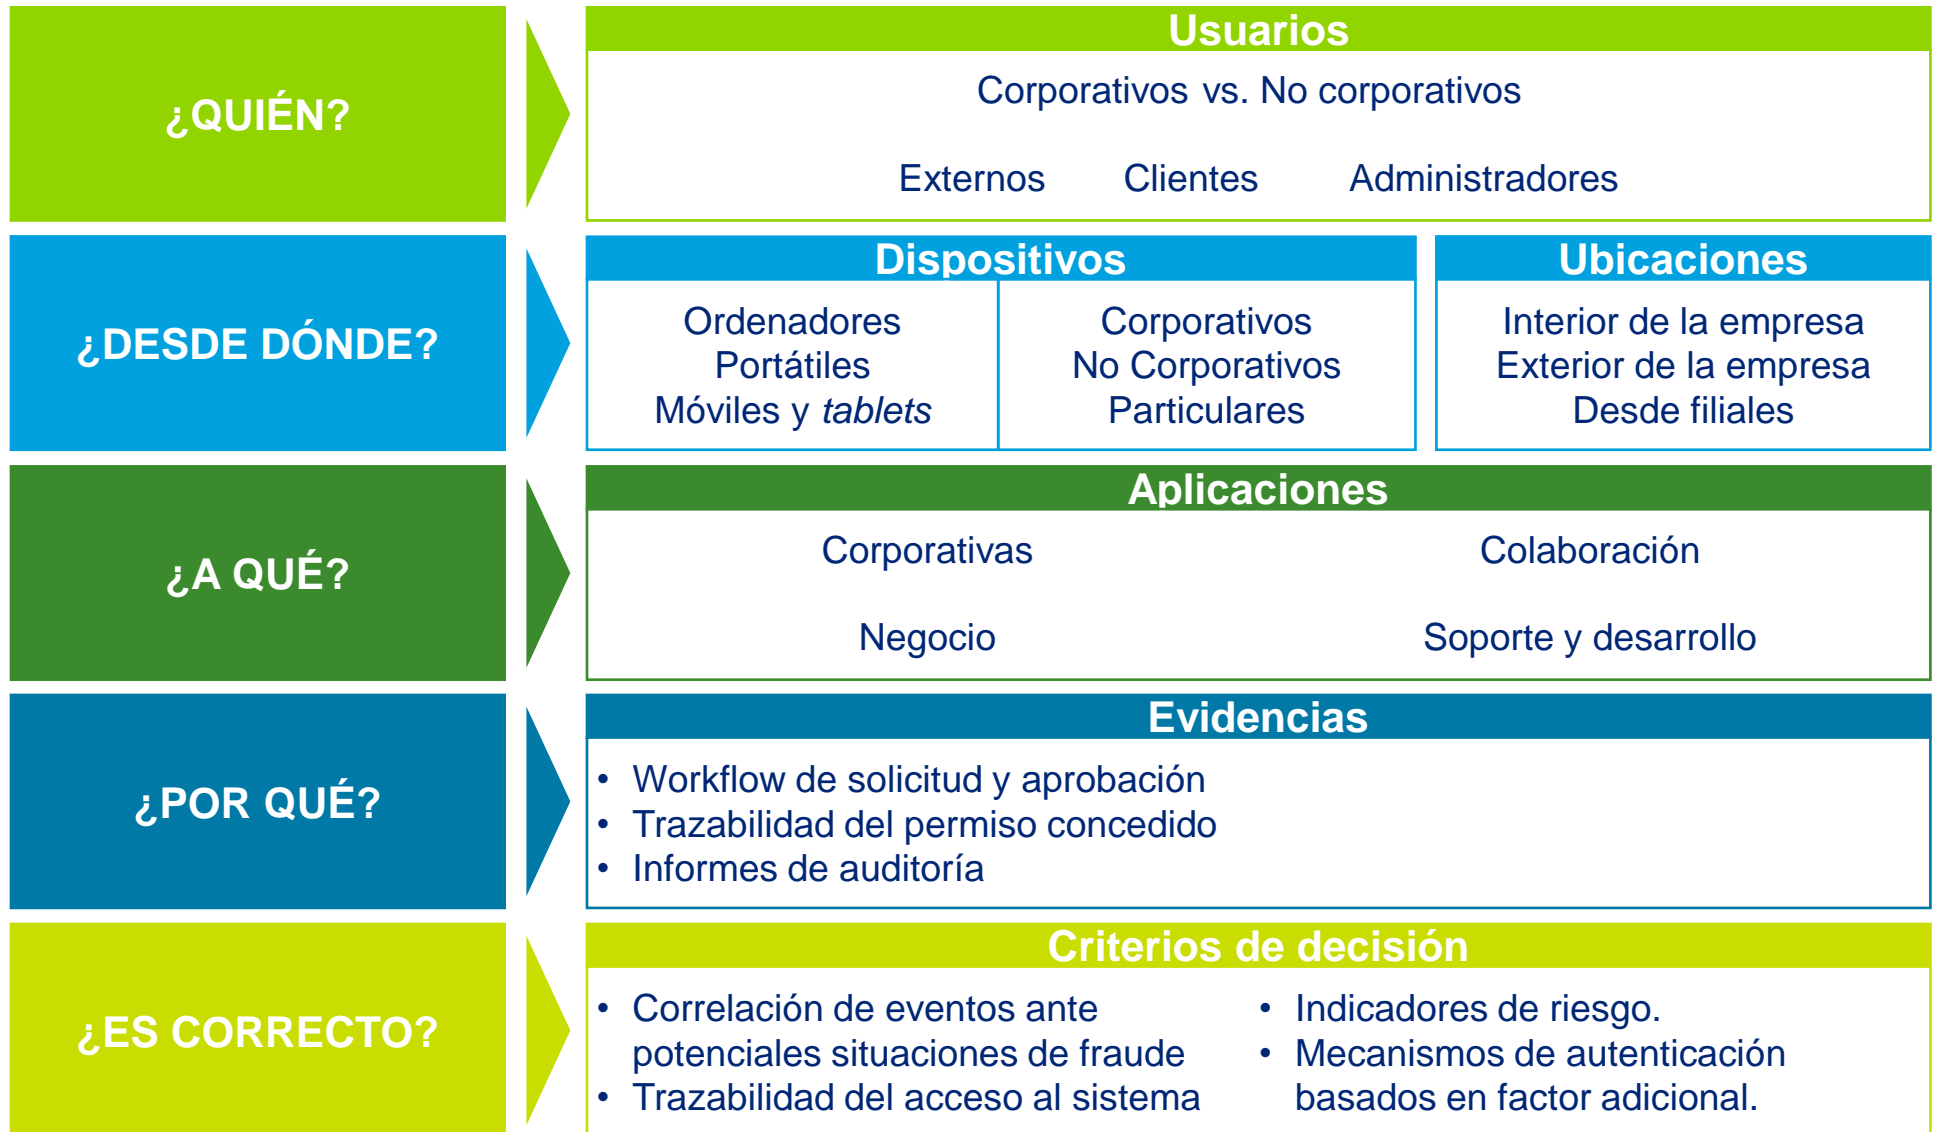 ¿QUIÉN?
Usuarios
Corporativos vs. No corporativos
Externos Clientes Administradores
¿DESDE DÓNDE?
Dispositivos
Ordenadores
Portátiles
Móviles y tablets
Corporativos
No Corporativos
Particulares
Ubicaciones
Interior de la empresa
Exterior de la empresa
Desde filiales
¿A QUÉ?
Aplicaciones
Corporativas Colaboración
Negocio Soporte y desarrollo
¿POR QUÉ?
Evidencias
• Workflow de solicitud y aprobación
• Trazabilidad del permiso concedido
• Informes de auditoría
¿ES CORRECTO?
Criterios de decisión
• Correlación de eventos ante
potenciales situaciones de fraude
• Trazabilidad del acceso al sistema
• Indicadores de riesgo.
• Mecanismos de autenticación
basados en factor adicional.